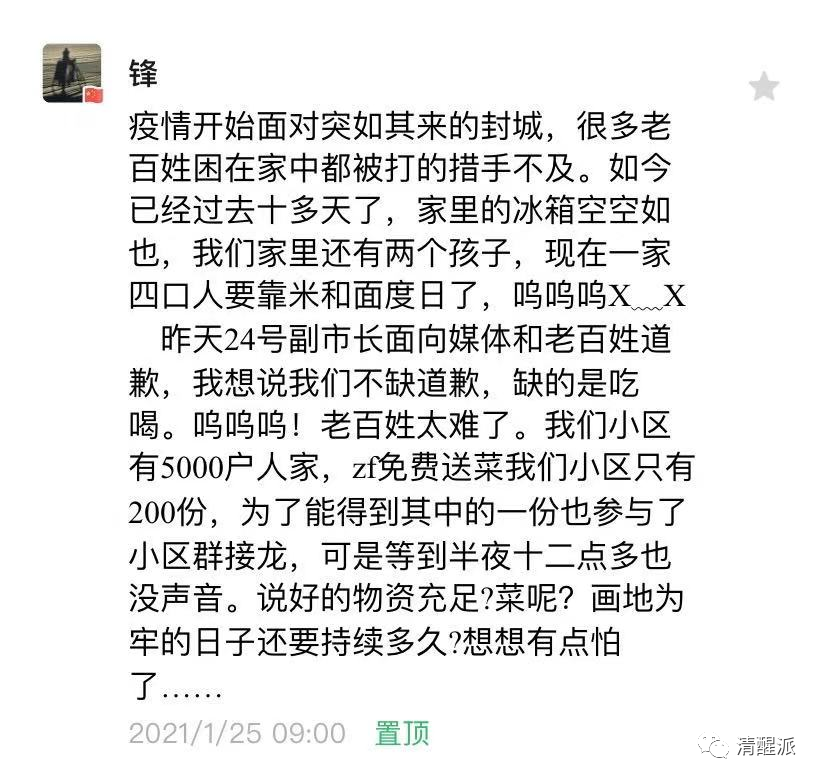 锋
疫情开始面对突如其来的封城，很多老
百姓困在家中都被打的措手不及。如今
已经过去十多天了，家里的冰箱空空如
也，我们家里还有两个孩子，现在一家
四口人要靠米和面度日了，呜呜呜X﹏X
昨天24号副市长面向媒体和老百姓道
歉，我想说我们不缺道歉，缺的是吃
喝。呜呜呜！老百姓太难了。我们小区
有5000户人家，zf免费送菜我们小区只有
200份，为了能得到其中的一份也参与了
小区群接龙，可是等到半夜十二点多也
没声音。说好的物资充足?菜呢？画地为
牢的日子还要持续多久?想想有点怕
了……
2021/1/25 09:00 置顶
清醒派